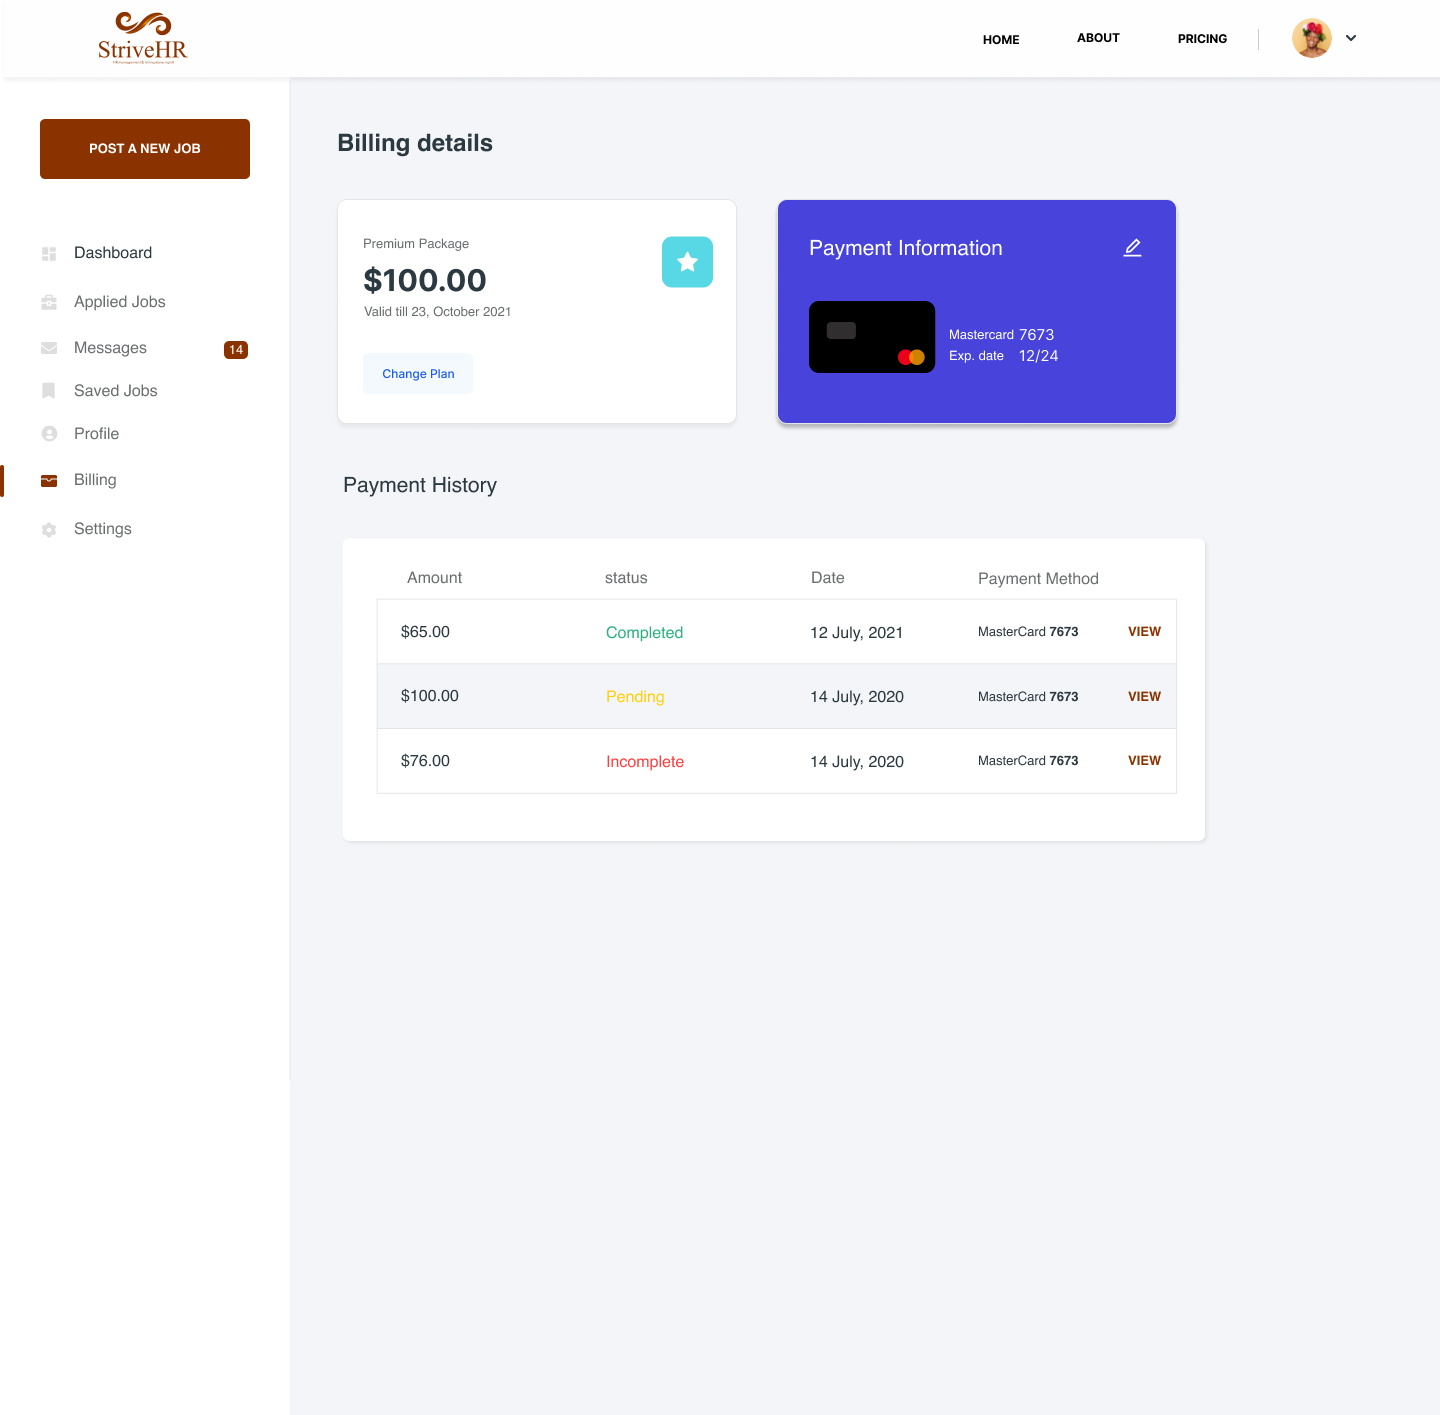 StriveHR
HOME
ABOUT
PRICING
POST A NEW JOB
Dashboard
Applied Jobs
Messages 14
Saved Jobs
Profile
Billing
Settings
Billing details
Premium Package
$100.00
Valid till 23, October 2021
Change Plan
Payment Information
Mastercard 7673
Exp. date 12/24
Payment History
Amount status Date Payment Method
$65.00 Completed 12 July, 2021 MasterCard 7673 VIEW
$100.00 Pending 14 July, 2020 MasterCard 7673 VIEW
$76.00 Incomplete 14 July, 2020 MasterCard 7673 VIEW